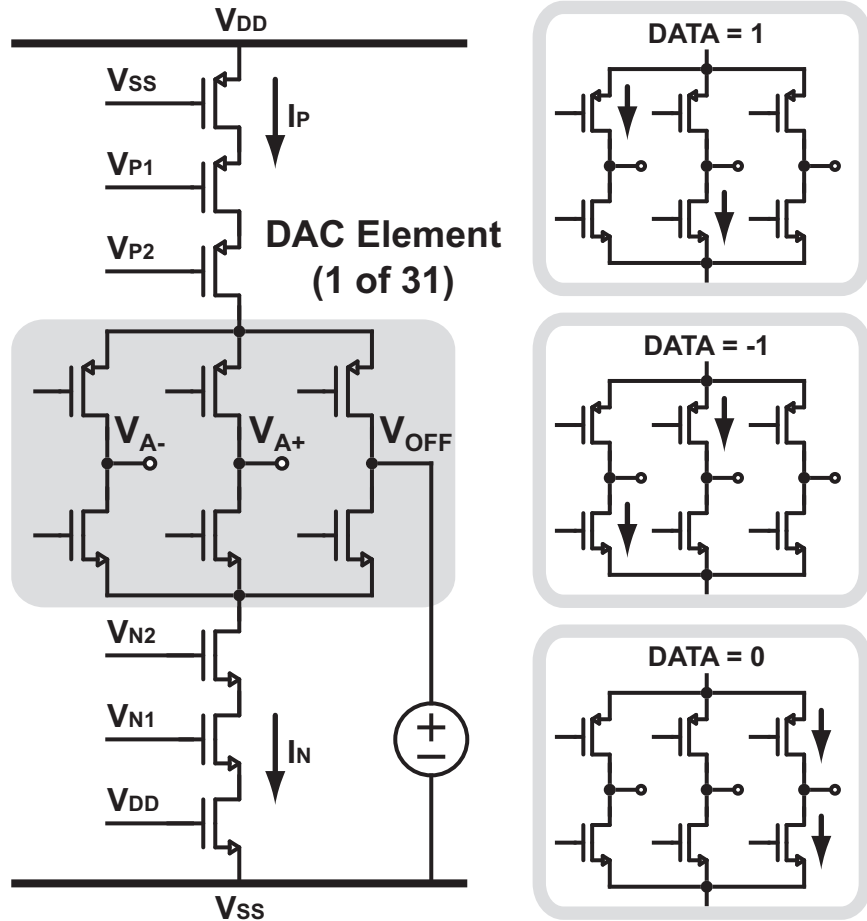 VDD
VSS
IP
VP1
VP2
DAC Element
(1 of 31)
VA-
VA+
VOFF
VN2
VN1
IN
VDD
VSS
DATA = 1
DATA = -1
DATA = 0